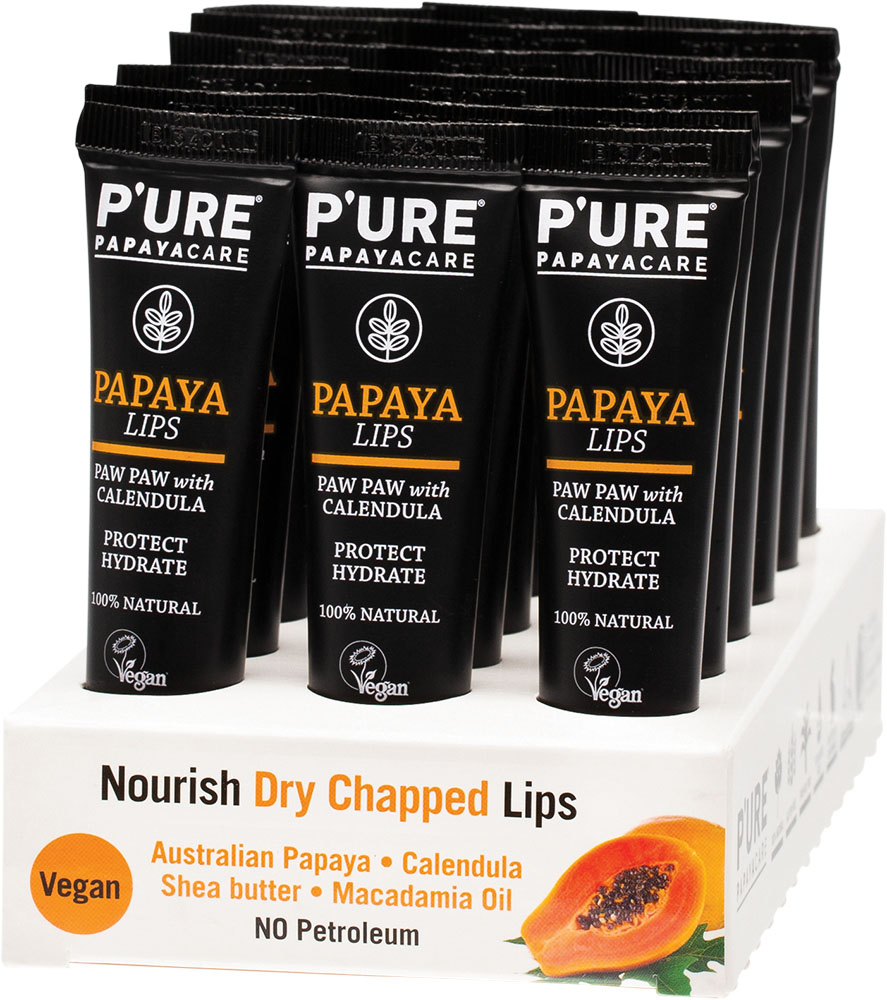 P'URE®
PAPAYACARE
PAPAYA
LIPS
PAW PAW with
CALENDULA
PROTECT
HYDRATE
100% NATURAL
Vegan
P'URE®
PAPAYACARE
PAPAYA
LIPS
PAW PAW with
CALENDULA
PROTECT
HYDRATE
100% NATURAL
Vegan
P'URE®
PAPAYACARE
PAPAYA
LIPS
PAW PAW with
CALENDULA
PROTECT
HYDRATE
100% NATURAL
Vegan
Nourish Dry Chapped Lips
Australian Papaya • Calendula
Shea butter • Macadamia Oil
NO Petroleum
Vegan
P'URE
PAPAYACARE